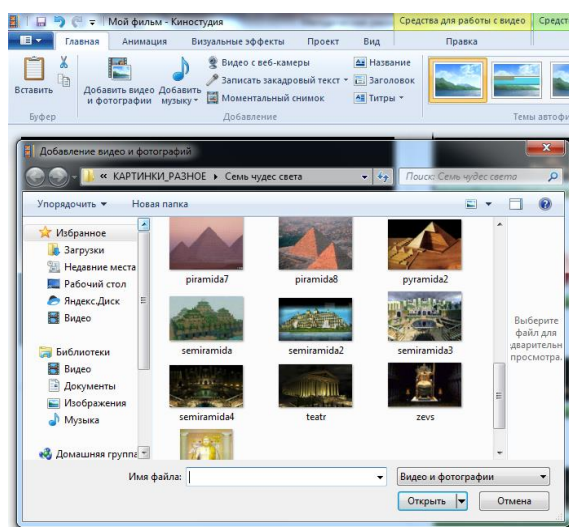 Мой фильм - Киностудия
Средства для работы с видео
Средст
Главная Анимация Визуальные эффекты Проект Вид Правка
Вставить
Добавить видео и фотографии
Добавить музыку
Видео с веб-камеры
Записать закадровый текст
Моментальный снимок
Название
Заголовок
Титры
Буфер Добавление Темы автофи
Добавление видео и фотографий
« КАРТИНКИ_РАЗНОЕ Семь чудес света
Поиск: Семь чудес света
Упорядочить Новая папка
Избранное
Загрузки
Недавние места
Рабочий стол
Яндекс.Диск
Видео
Библиотеки
Видео
Документы
Изображения
Музыка
Домашняя группа
piramida7 piramida8 pyramida2
semiramida semiramida2 semiramida3
semiramida4 teatr zevs
Выберите
файл для
дварительн
просмотра.
Имя файла:
Видео и фотографии
Открыть Отмена